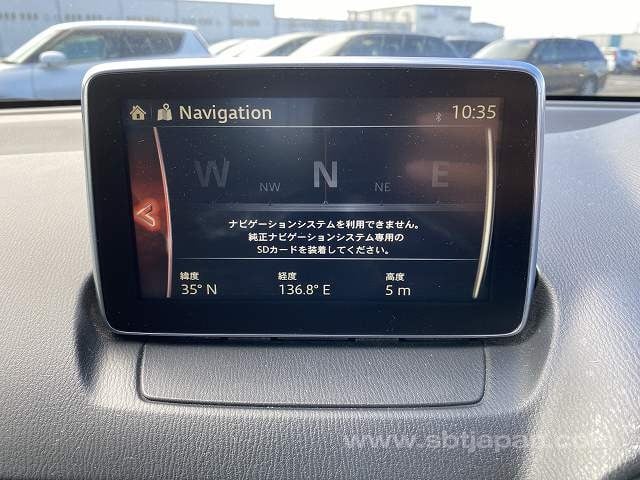 Navigation
10:35
W NW N NE E
ナビゲーションシステムを利用できません。
純正ナビゲーションシステム専用の
SDカードを装着してください。
緯度 経度 高度
35° N 136.8° E 5 m
www.sbtjapan.com